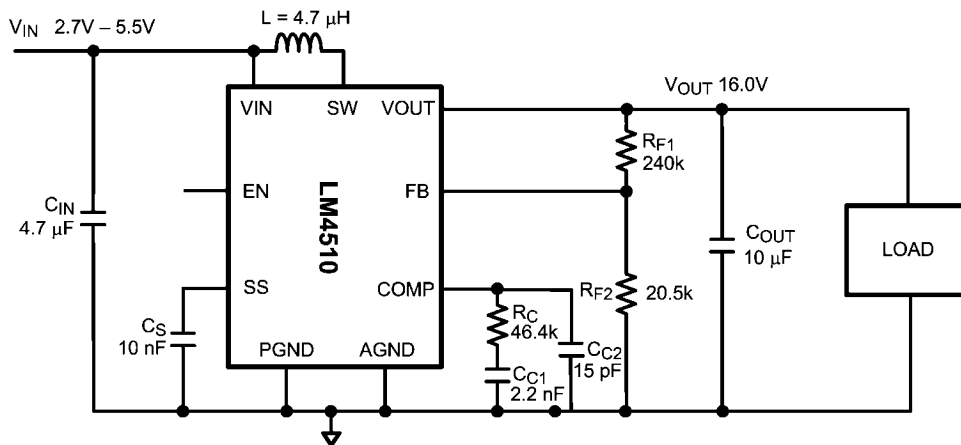 V_IN 2.7V – 5.5V
L = 4.7 µH
VIN
SW
VOUT
V_OUT 16.0V
R_F1
240k
EN
LM4510
FB
C_IN
4.7 µF
C_OUT
10 µF
LOAD
SS
COMP
R_F2
20.5k
C_S
10 nF
R_C
46.4k
PGND
AGND
C_C2
15 pF
C_C1
2.2 nF